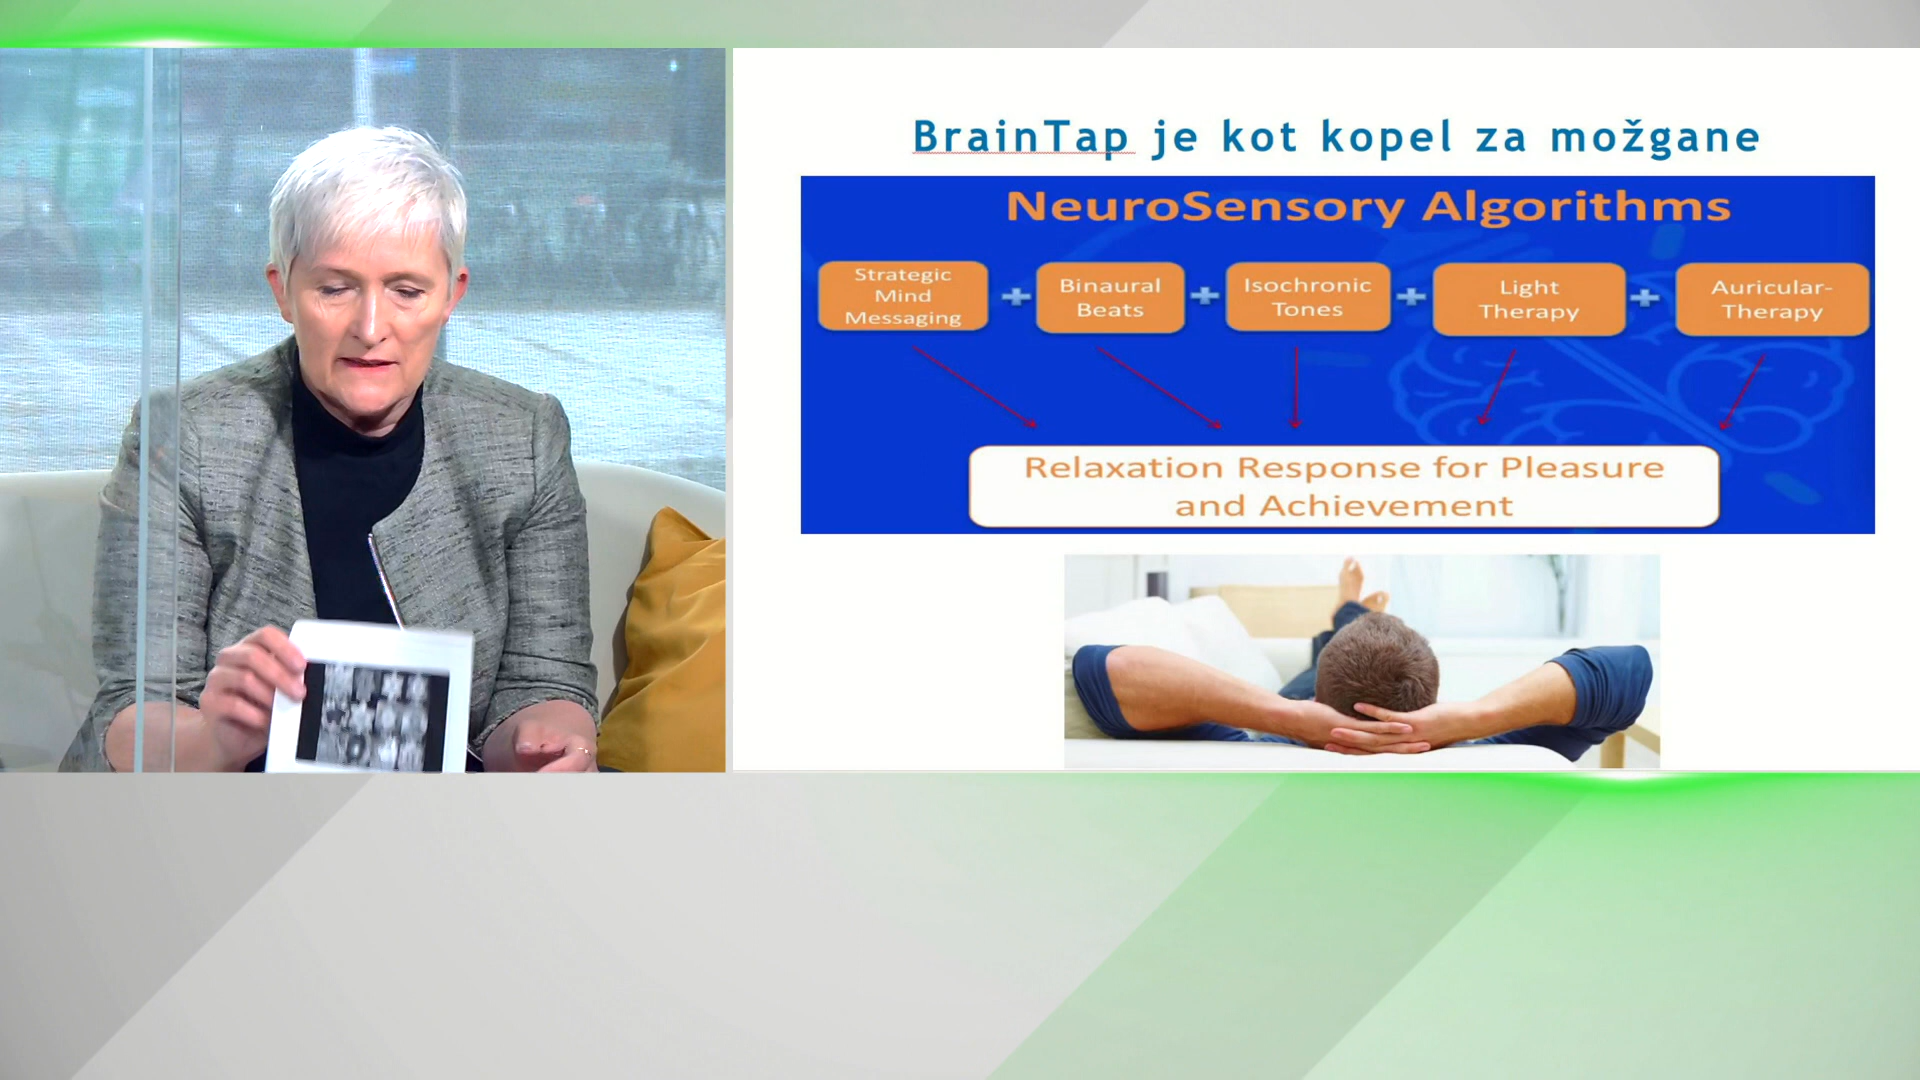 BrainTap je kot kopel za možgane
NeuroSensory Algorithms
Strategic
Mind
Messaging
Binaural
Beats
Isochronic
Tones
Light
Therapy
Auricular-
Therapy
Relaxation Response for Pleasure
and Achievement